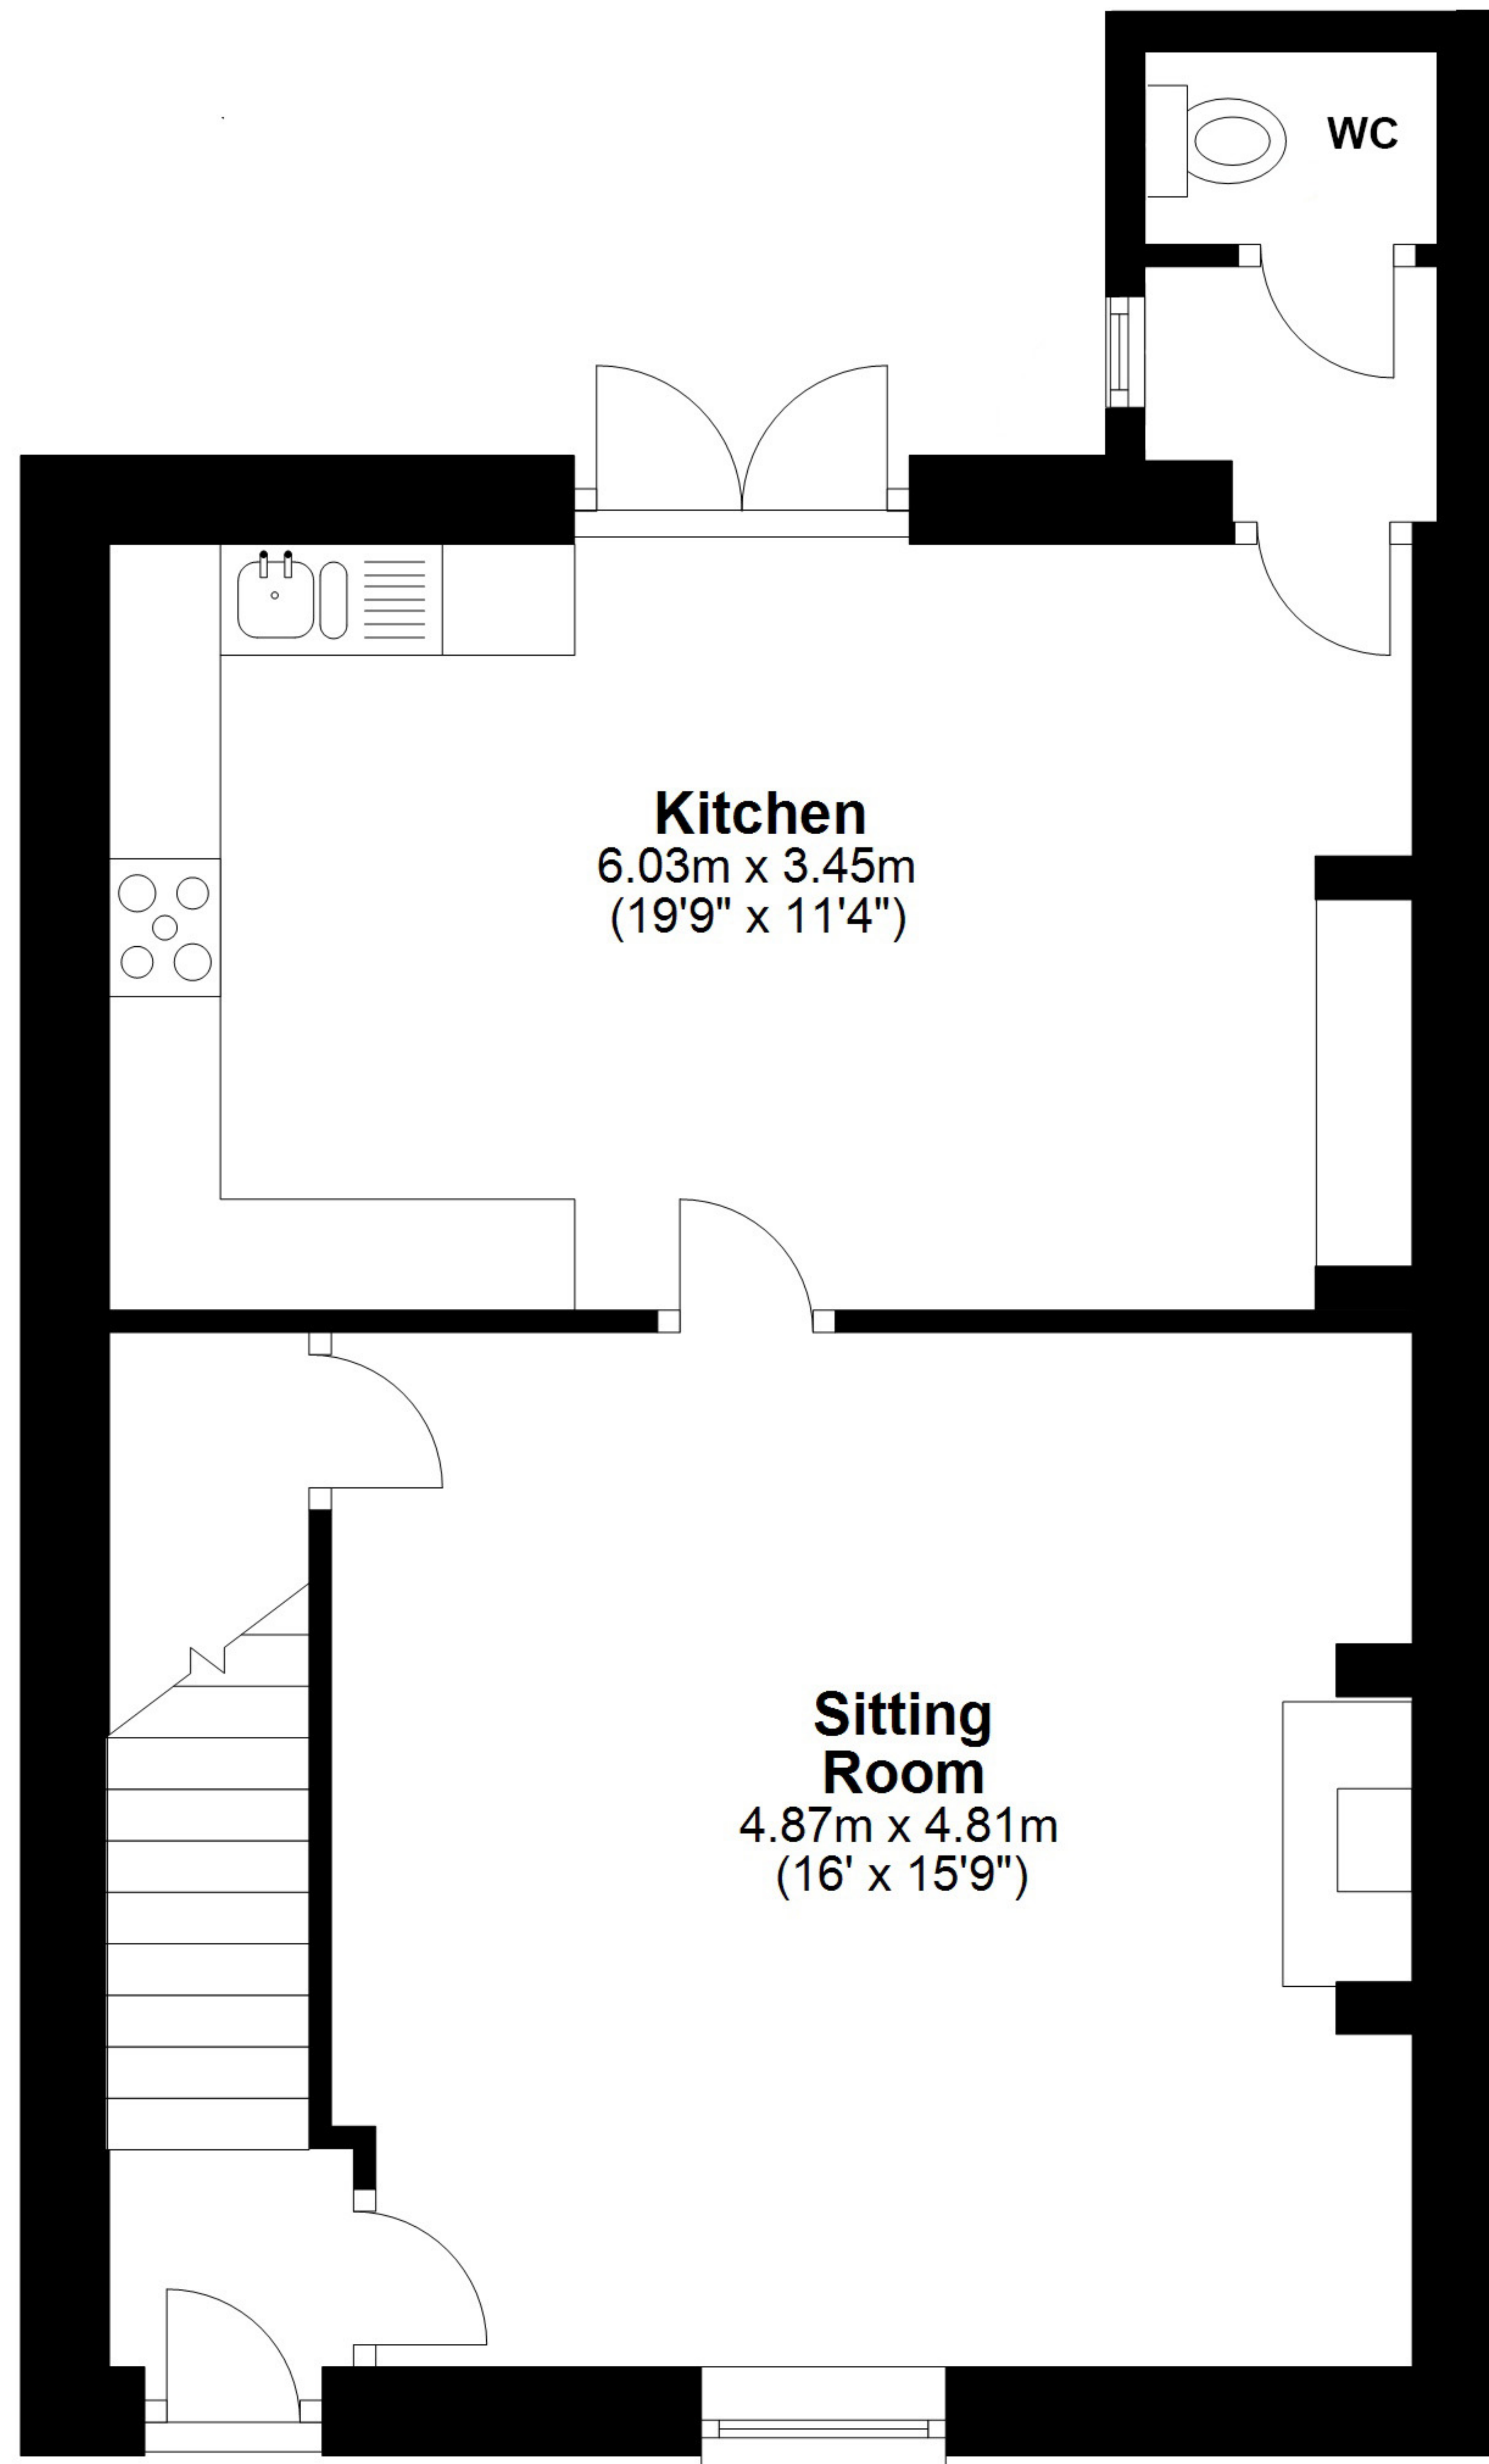 WC
Kitchen
6.03m x 3.45m
(19'9" x 11'4")
Sitting
Room
4.87m x 4.81m
(16' x 15'9")